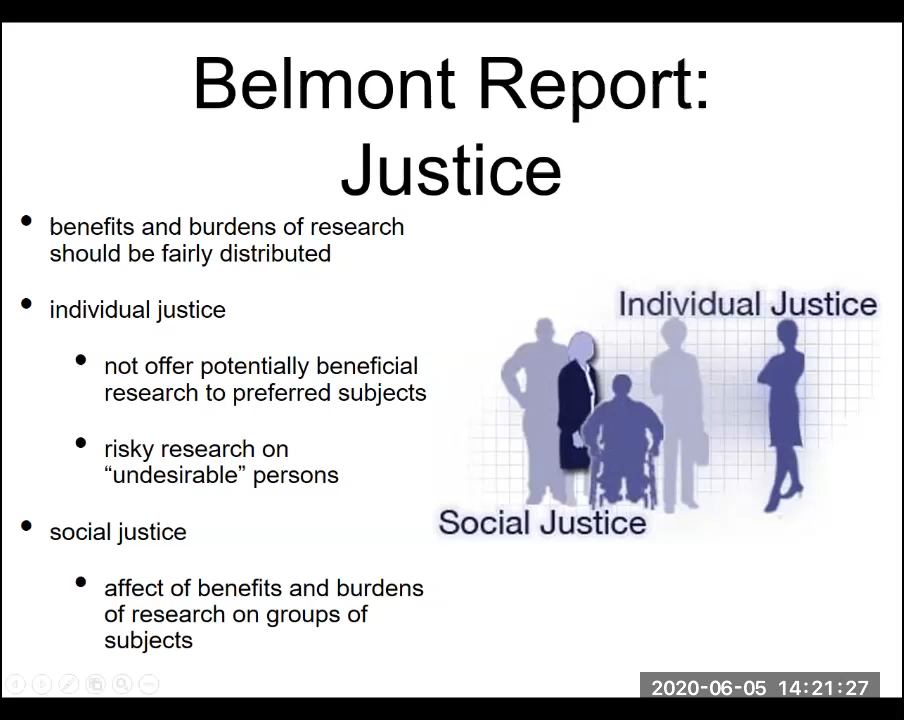 Belmont Report:
Justice
• benefits and burdens of research
should be fairly distributed
• individual justice
• not offer potentially beneficial
research to preferred subjects
• risky research on
“undesirable” persons
• social justice
• affect of benefits and burdens
of research on groups of
subjects
Individual Justice
Social Justice
2020-06-05 14:21:27